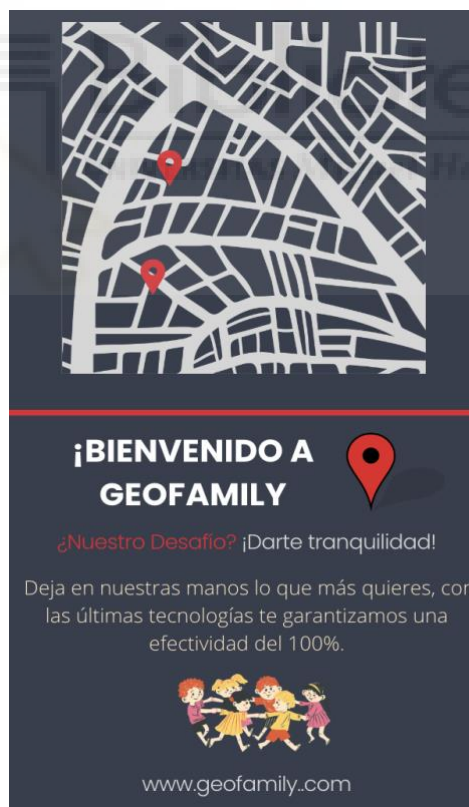 ¡BIENVENIDO A
GEOFAMILY
¿Nuestro Desafío? ¡Darte tranquilidad!
Deja en nuestras manos lo que más quieres, con
las últimas tecnologías te garantizamos una
efectividad del 100%.
www.geofamily..com